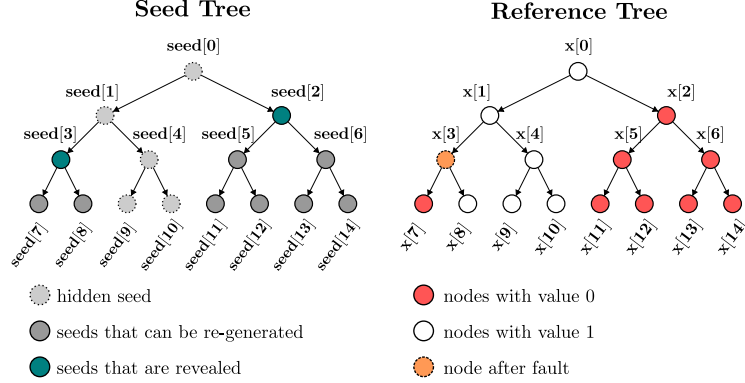 Seed Tree
Reference Tree
seed[0]
x[0]
seed[1]
seed[2]
x[1]
x[2]
seed[3]
seed[4]
seed[5]
seed[6]
x[3]
x[4]
x[5]
x[6]
seed[7]
seed[8]
seed[9]
seed[10]
seed[11]
seed[12]
seed[13]
seed[14]
x[7]
x[8]
x[9]
x[10]
x[11]
x[12]
x[13]
x[14]
hidden seed
nodes with value 0
seeds that can be re-generated
nodes with value 1
seeds that are revealed
node after fault